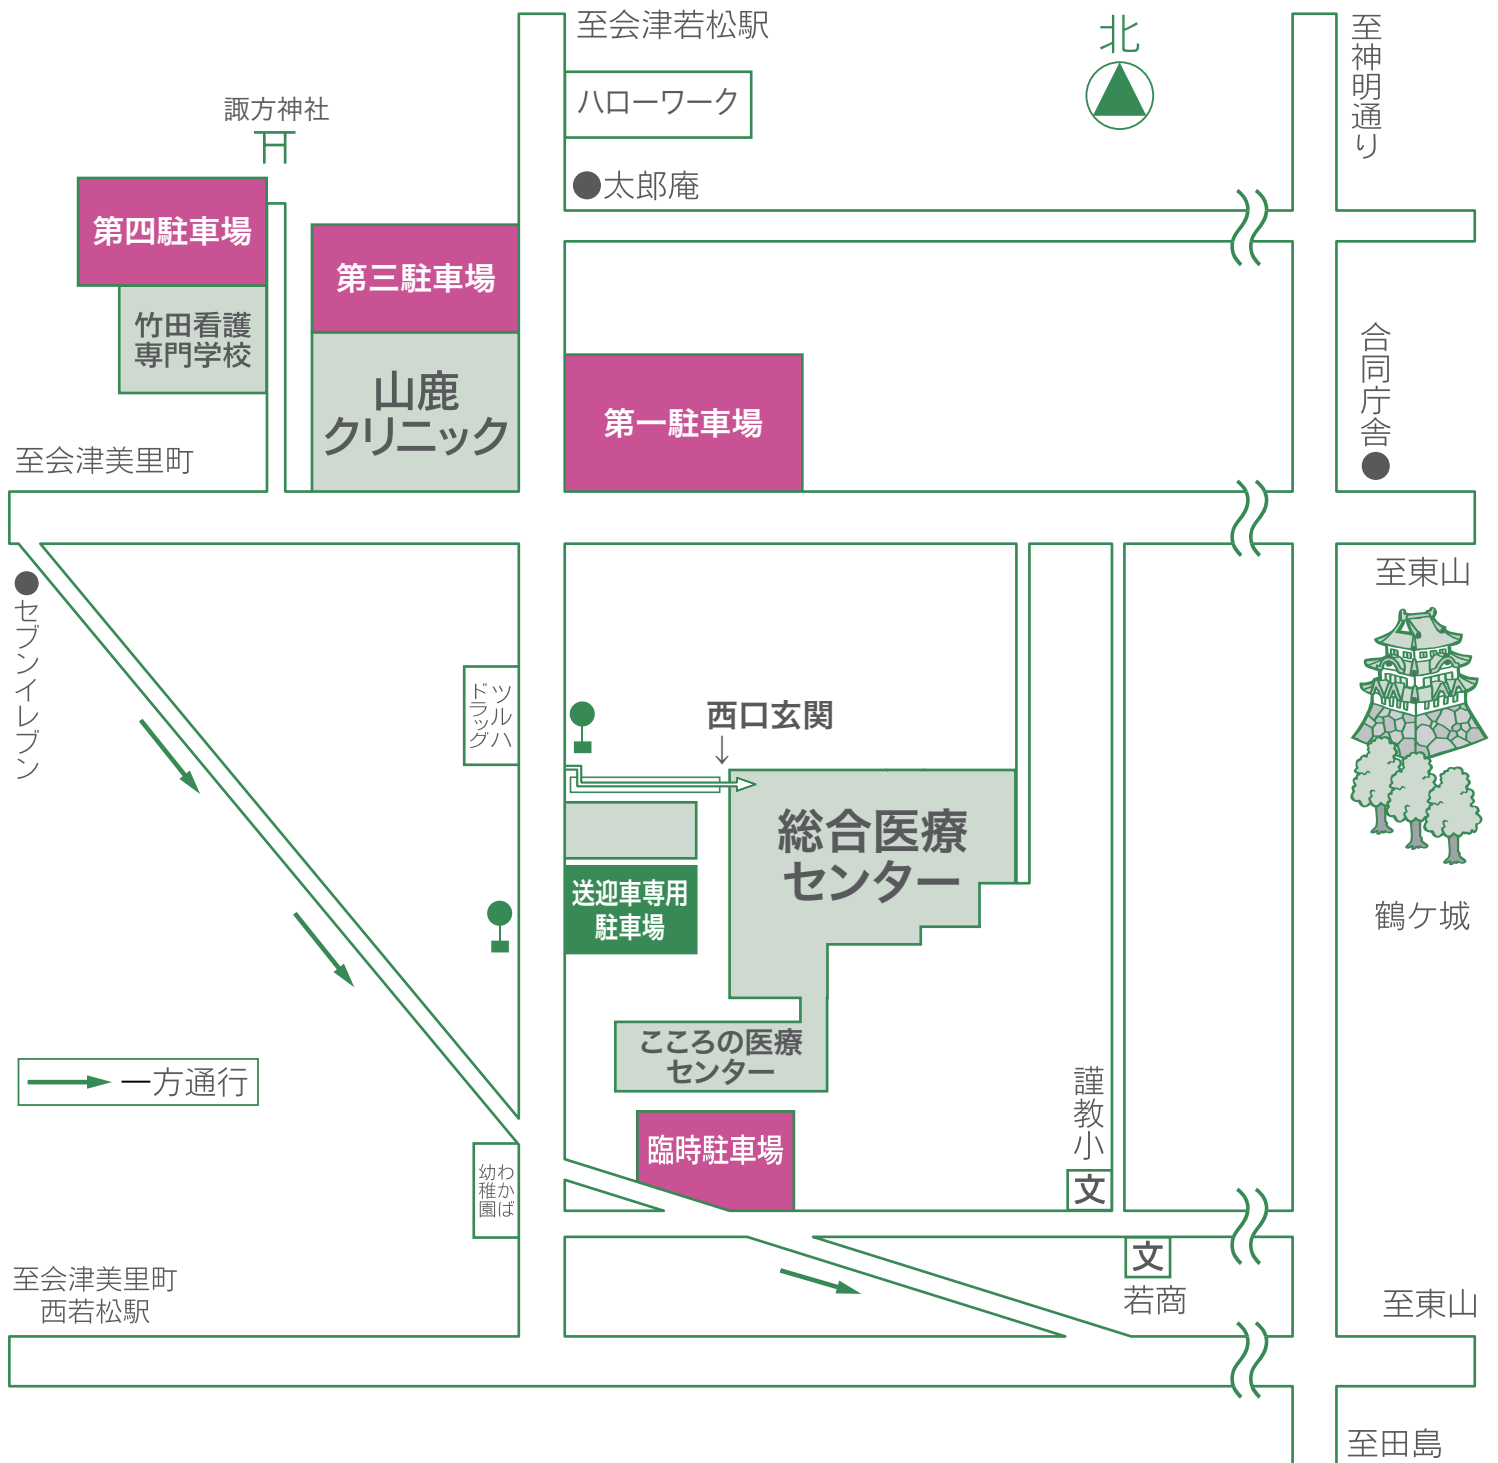 至会津若松駅
北
至神明通り
ハローワーク
諏方神社
太郎庵
第四駐車場
第三駐車場
竹田看護
専門学校
山鹿
クリニック
第一駐車場
合同庁舎
至会津美里町
至東山
セブンイレブン
ツルハ
ドラッグ
西口玄関
↓
総合医療
センター
送迎車専用
駐車場
鶴ケ城
こころの医療
センター
一方通行
謹教小
文
臨時駐車場
わかば
幼稚園
文
若商
至会津美里町
西若松駅
至東山
至田島